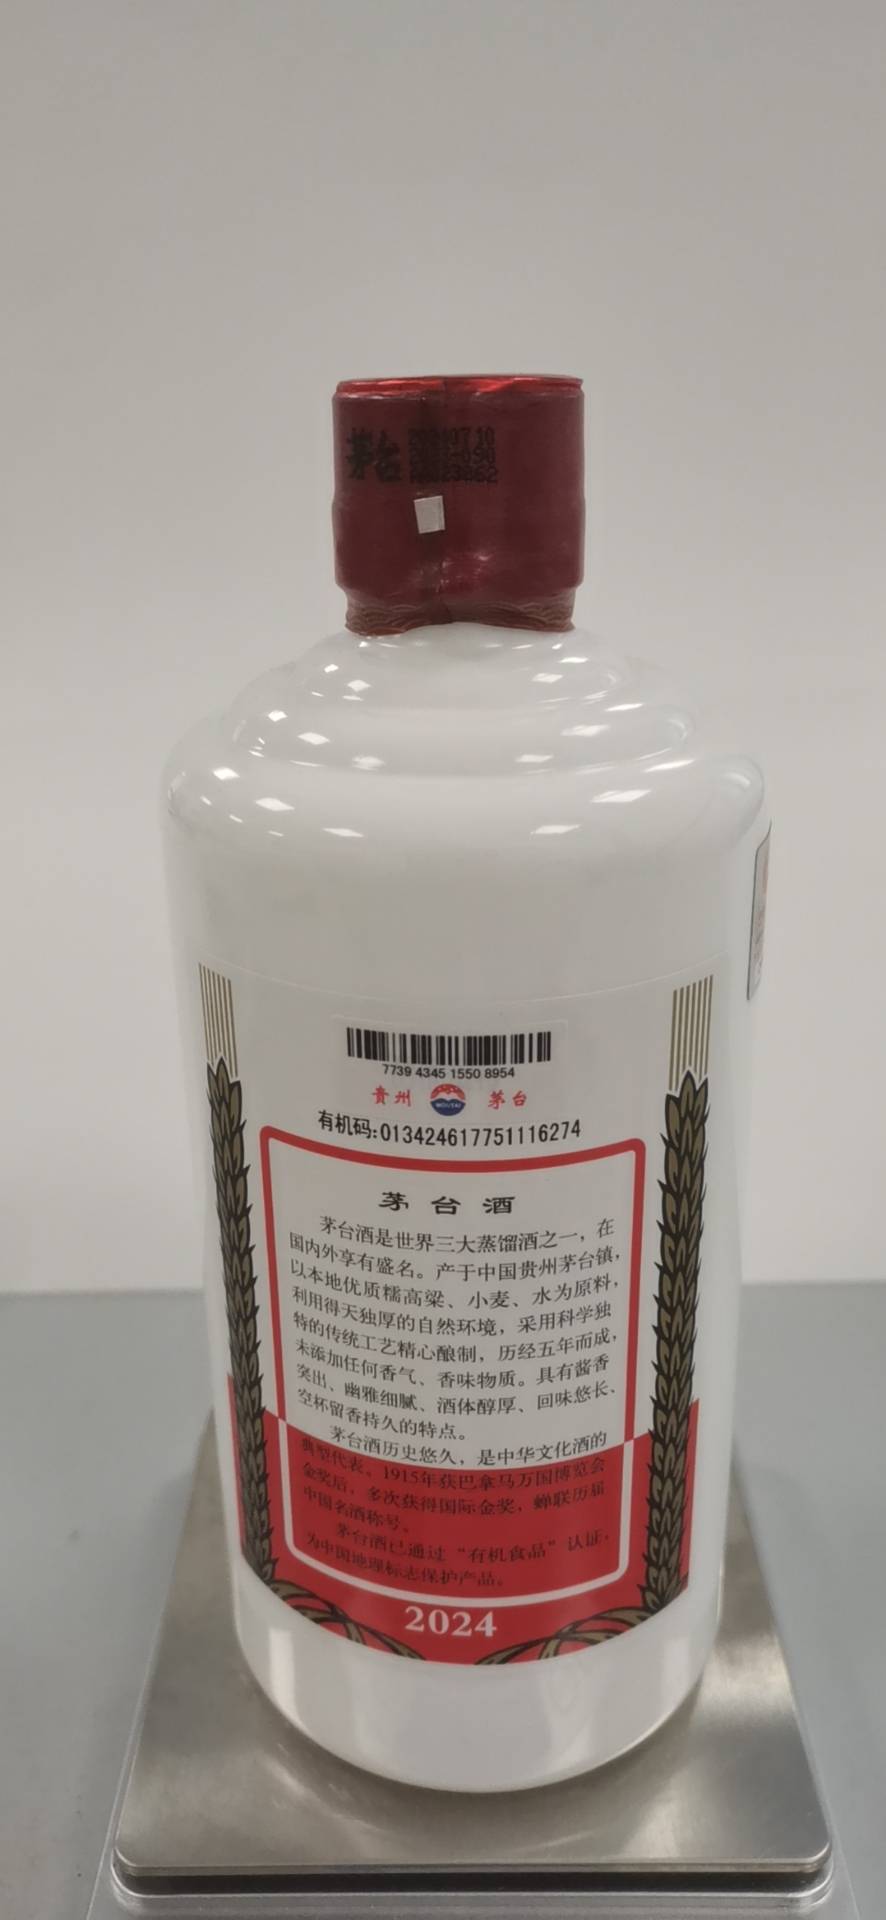 茅台
7739 4345 1550 8954
贵州 MOUTAI 茅台
有机码:013424617751116274
茅台酒
茅台酒是世界三大蒸馏酒之一，在
国内外享有盛名。产于中国贵州茅台镇，
以本地优质糯高粱、小麦、水为原料，
利用得天独厚的自然环境，采用科学独
特的传统工艺精心酿制，历经五年而成，
未添加任何香气、香味物质。具有酱香
突出、幽雅细腻、酒体醇厚、回味悠长、
空杯留香持久的特点。
茅台酒历史悠久，是中华文化酒的
典型代表。1915年获巴拿马万国博览会
金奖后，多次获得国际金奖，蝉联历届
中国名酒称号。
茅台酒已通过“有机食品”认证，
为中国地理标志保护产品。
2024